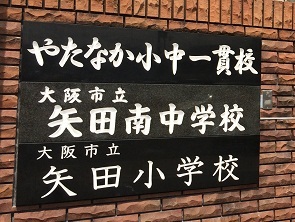 やたなか小中一貫校
大阪市立
矢田南中学校
大阪市立
矢田小学校